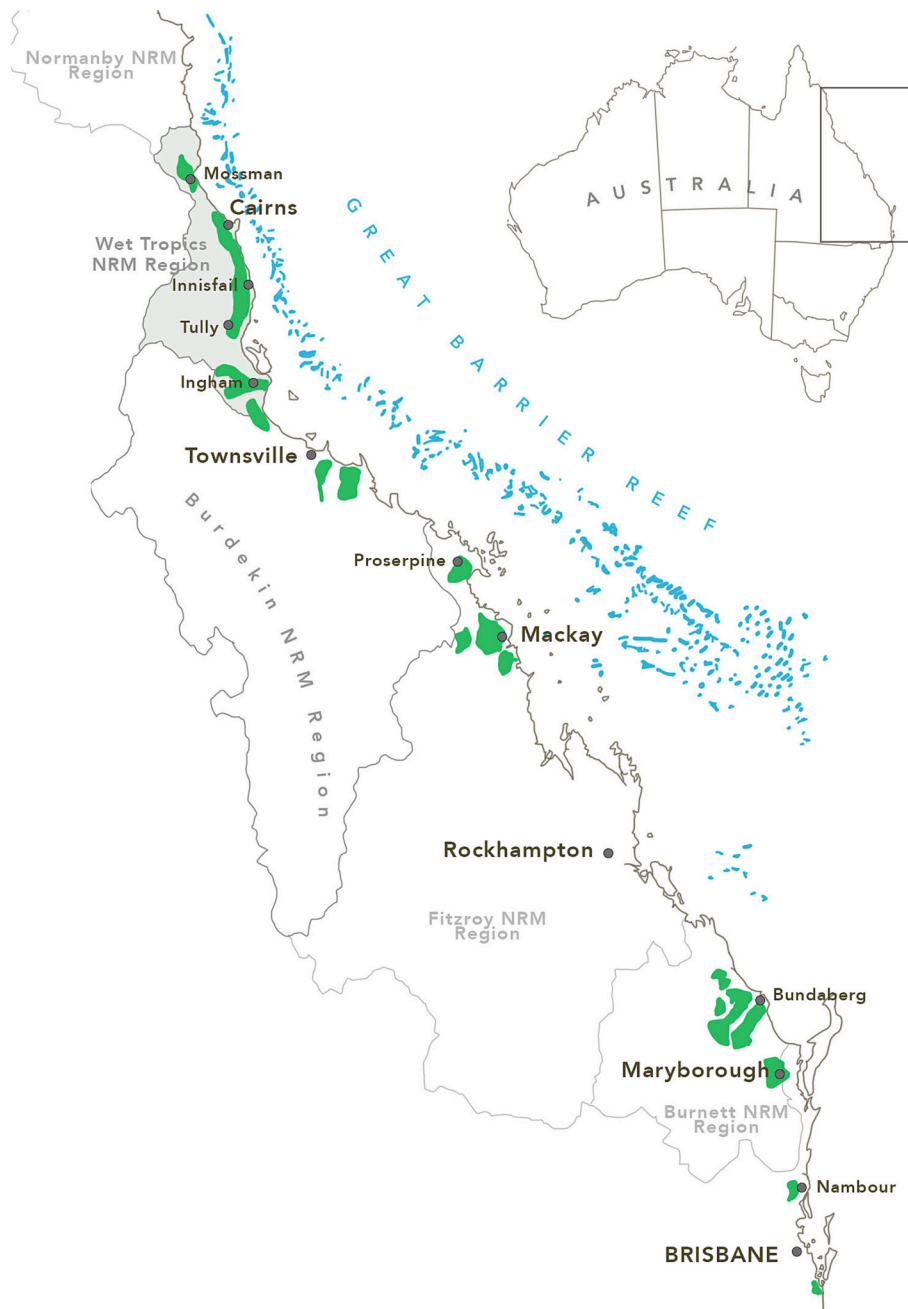 Normanby NRM
Region
AUSTRALIA
Mossman
Cairns
GREAT BARRIER REEF
Wet Tropics
NRM Region
Innisfail
Tully
Ingham
Townsville
Burdekin NRM Region
Proserpine
Mackay
Rockhampton
Fitzroy NRM
Region
Bundaberg
Maryborough
Burnett NRM
Region
Nambour
BRISBANE